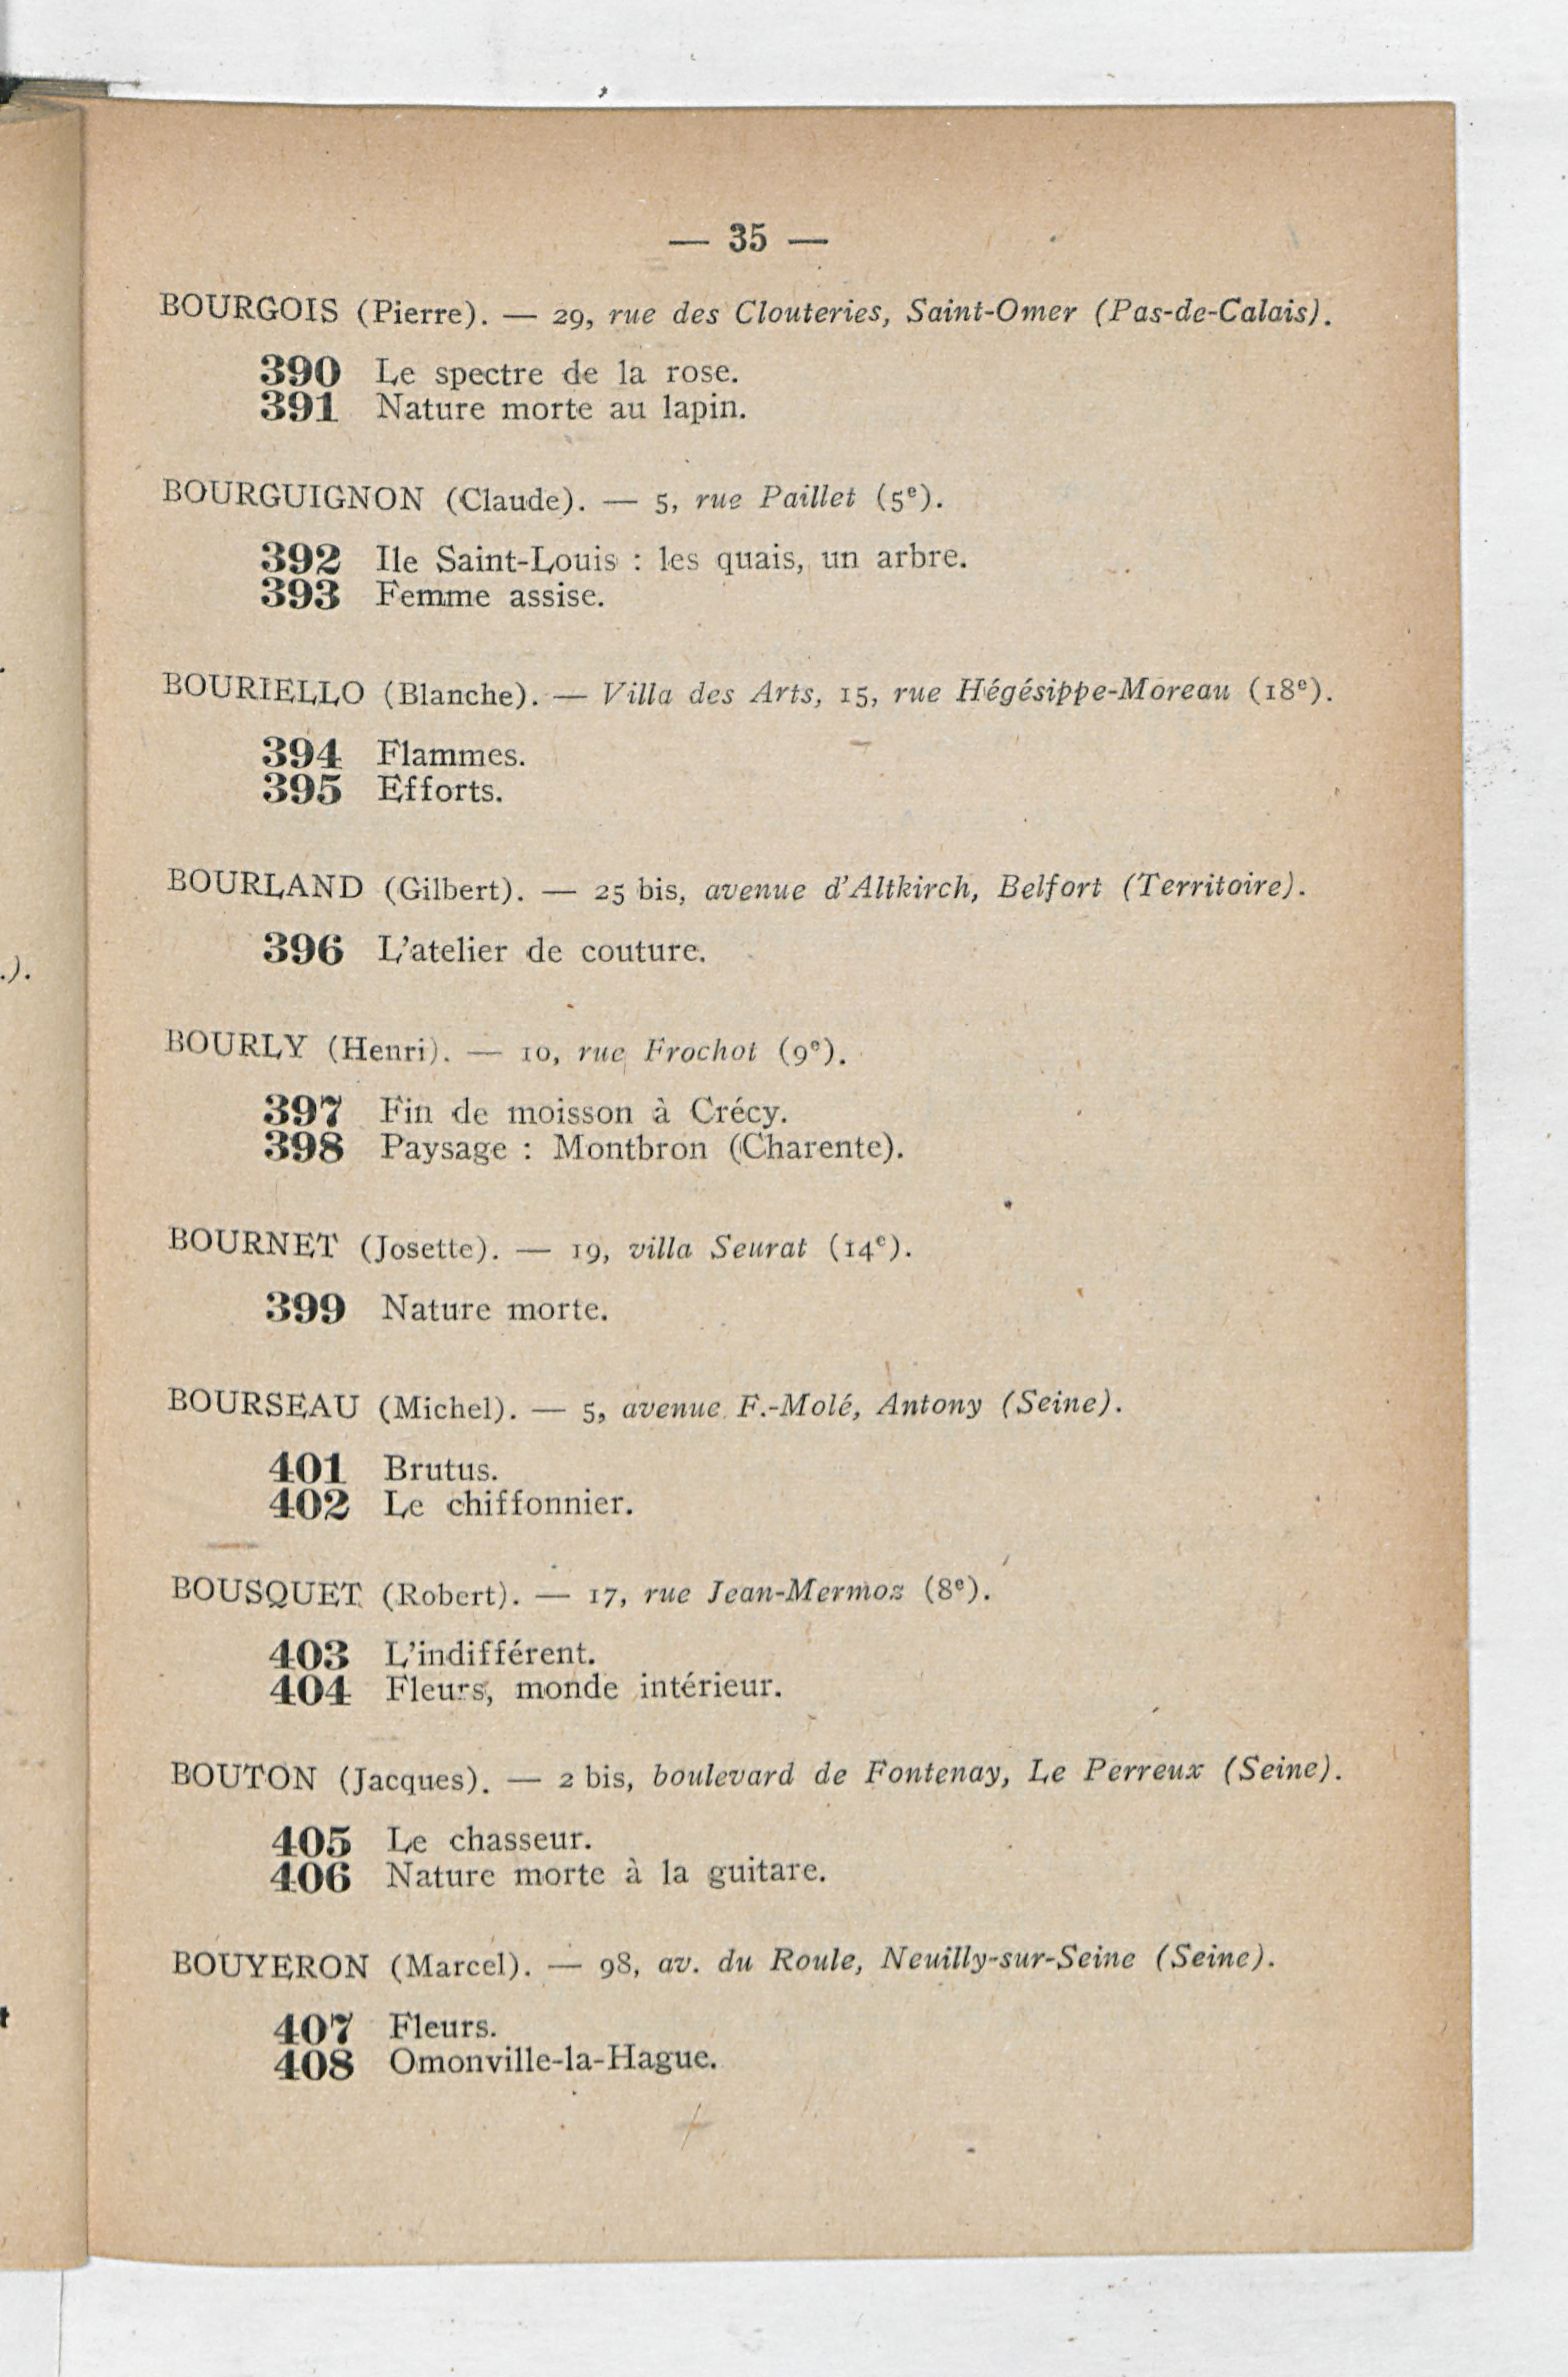 — 35 —
BOURGOIS (Pierre). — 29, rue des Clouteries, Saint-Omer (Pas-de-Calais).
390 Le spectre de la rose.
391 Nature morte au lapin.
BOURGUIGNON (Claude). — 5, rue Paillet (5e).
392 Ile Saint-Louis : les quais, un arbre.
393 Femme assise.
BOURIELLO (Blanche). — Villa des Arts, 15, rue Hégésippe-Moreau (18e).
394 Flammes.
395 Efforts.
BOURLAND (Gilbert). — 25 bis, avenue d'Altkirch, Belfort (Territoire).
396 L'atelier de couture.
BOURLY (Henri). — 10, rue Frochot (9e).
397 Fin de moisson à Crécy.
398 Paysage : Montbron (Charente).
BOURNET (Josette). — 19, villa Seurat (14e).
399 Nature morte.
BOURSEAU (Michel). — 5, avenue F.-Molé, Antony (Seine).
401 Brutus.
402 Le chiffonnier.
BOUSQUET (Robert). — 17, rue Jean-Mermoz (8e).
403 L'indifférent.
404 Fleurs, monde intérieur.
BOUTON (Jacques). — 2 bis, boulevard de Fontenay, Le Perreux (Seine).
405 Le chasseur.
406 Nature morte à la guitare.
BOUYERON (Marcel). — 98, av. du Roule, Neuilly-sur-Seine (Seine).
407 Fleurs.
408 Omonville-la-Hague.